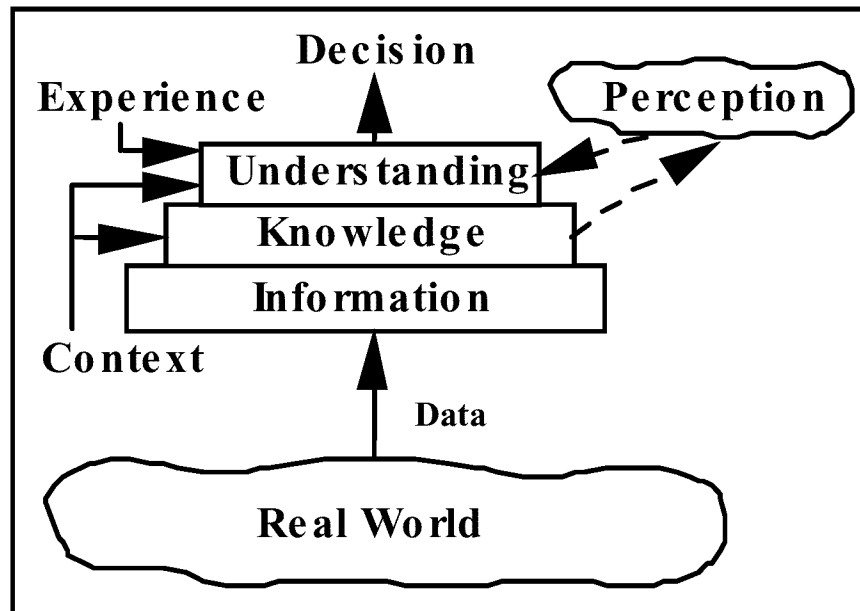 Decision
Experience
Perception
Understanding
Knowledge
Information
Context
Data
Real World